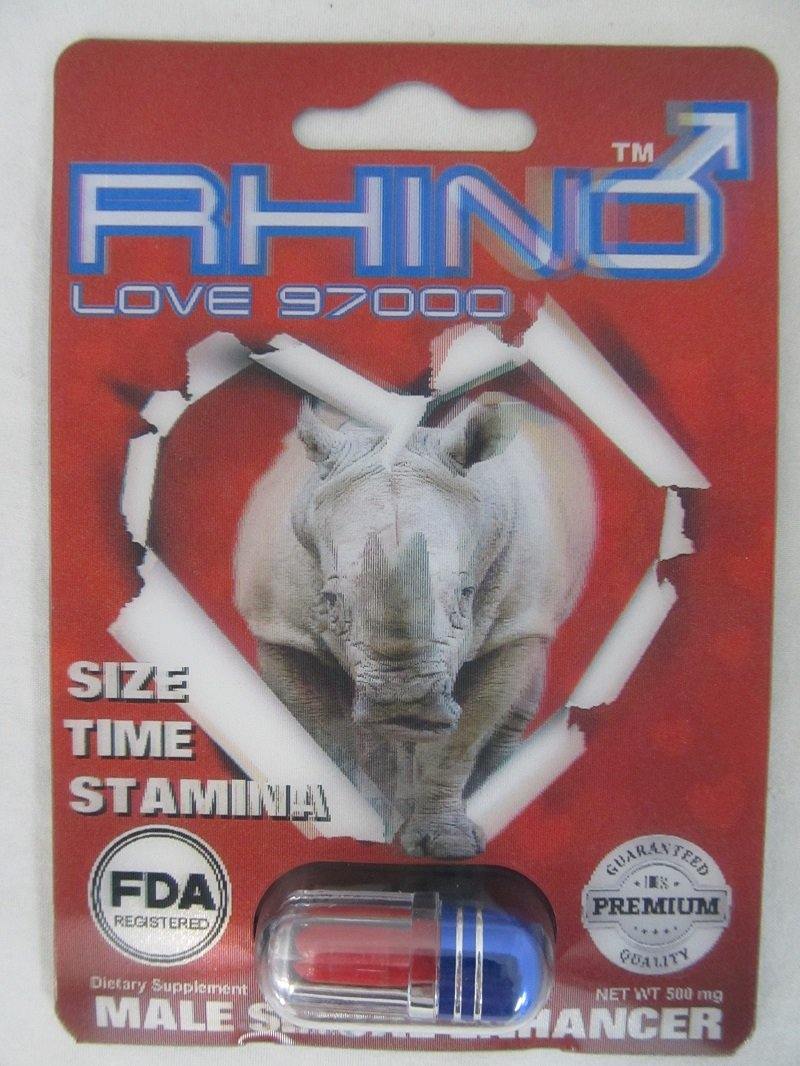 TM
RHINO
LOVE 97000
SIZE
TIME
STAMINA
FDA
REGISTERED
GUARANTEED
PREMIUM
QUALITY
Dietary Supplement
NET WT 500 mg
MALE
ENHANCER